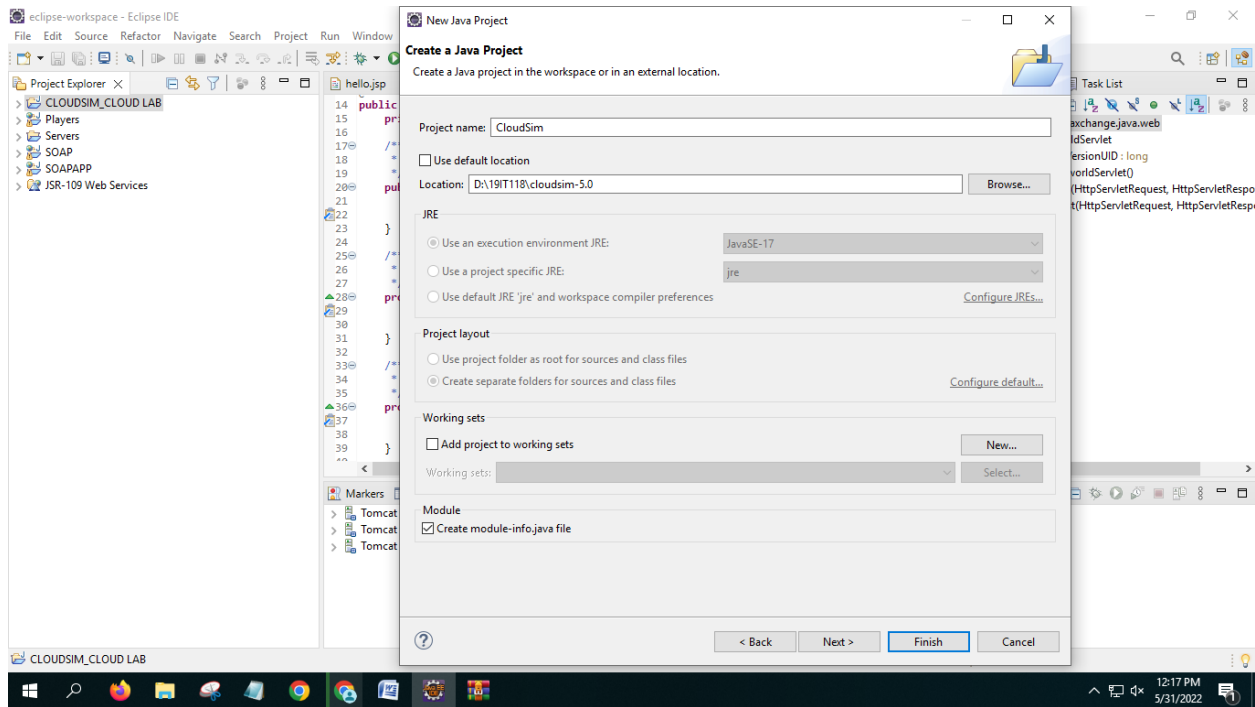 eclipse-workspace - Eclipse IDE
File Edit Source Refactor Navigate Search Project Run Window
Project Explorer
CLOUDSIM_CLOUD LAB
Players
Servers
SOAP
SOAPAPP
JSR-109 Web Services
hello.jsp
14 public
15 pri
16
17 /**
18 *
19 */
20 pub
21
22
23 }
24
25 /**
26 *
27 */
28 pro
29
30
31 }
32
33 /**
34 *
35 */
36 pro
37
38
39 }
Markers
Tomcat
Tomcat
Tomcat
New Java Project
Create a Java Project
Create a Java project in the workspace or in an external location.
Project name: CloudSim
Use default location
Location: D:\19IT118\cloudsim-5.0 Browse...
JRE
Use an execution environment JRE: JavaSE-17
Use a project specific JRE: jre
Use default JRE 'jre' and workspace compiler preferences Configure JREs...
Project layout
Use project folder as root for sources and class files
Create separate folders for sources and class files Configure default...
Working sets
Add project to working sets New...
Working sets: Select...
Module
Create module-info.java file
< Back Next > Finish Cancel
Task List
axchange.java.web
ldServlet
ersionUID : long
vorldServlet()
(HttpServletRequest, HttpServletRespo
t(HttpServletRequest, HttpServletResp
CLOUDSIM_CLOUD LAB
12:17 PM
5/31/2022
1